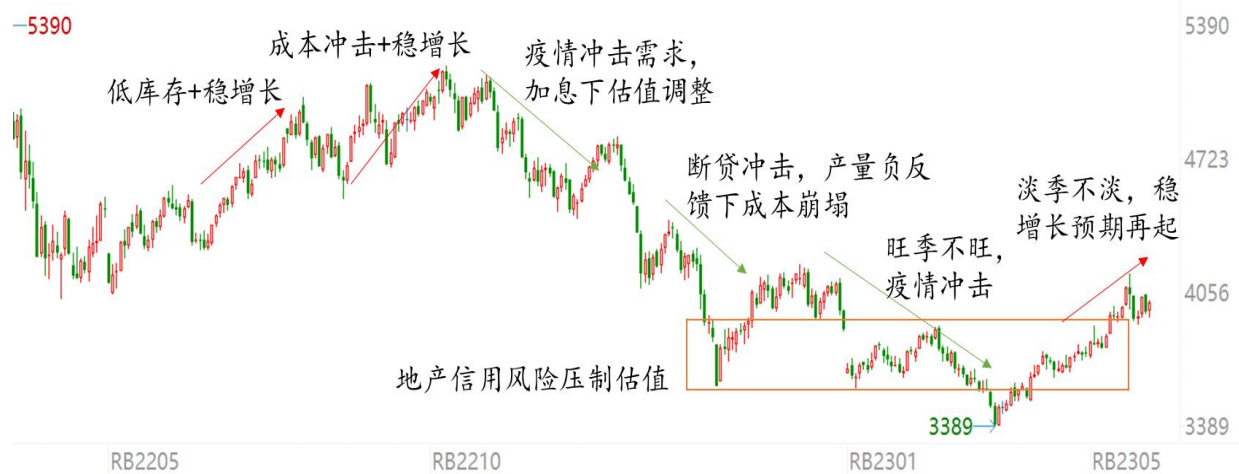 5390
5390
成本冲击+稳增长
低库存+稳增长
疫情冲击需求，
加息下估值调整
4723
断贷冲击，产量负反
馈下成本崩塌
淡季不淡，稳
增长预期再起
旺季不旺，
疫情冲击
4056
地产信用风险压制估值
3389
3389
RB2205
RB2210
RB2301
RB2305